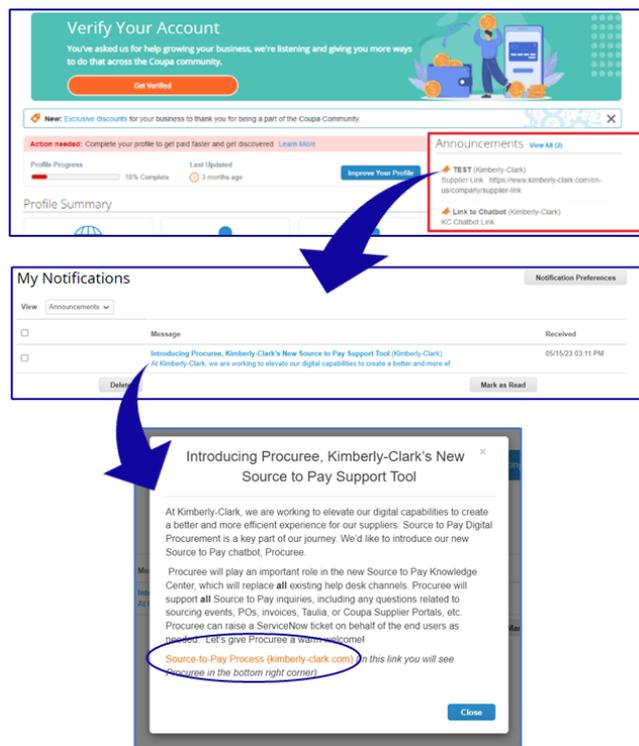 Verify Your Account
You've asked us for help growing your business, we're listening and giving you more ways
to do that across the Coupa community.
Get Verified
New: Exclusive discounts for your business to thank you for being a part of the Coupa Community.
Action needed: Complete your profile to get paid faster and get discovered. Learn More
Profile Progress
Last Updated
18% Complete
3 months ago
Improve Your Profile
Profile Summary
Announcements View All (2)
TEST (Kimberly-Clark)
Supplier Link https://www.kimberly-clark.com/en-
us/company/supplier-link
Link to Chatbot (Kimberly-Clark)
KC Chatbot Link
My Notifications
Notification Preferences
View Announcements
Message
Received
Introducing Procuree, Kimberly-Clark's New Source to Pay Support Tool (Kimberly-Clark)
05/15/23 03:11 PM
At Kimberly-Clark, we are working to elevate our digital capabilities to create a better and more ef
Delete
Mark as Read
Introducing Procuree, Kimberly-Clark's New
Source to Pay Support Tool
At Kimberly-Clark, we are working to elevate our digital capabilities to create
a better and more efficient experience for our suppliers. Source to Pay Digital
Procurement is a key part of our journey. We'd like to introduce our new
Source to Pay chatbot, Procuree.
Procuree will play an important role in the new Source to Pay Knowledge
Center, which will replace all existing help desk channels. Procuree will
support all Source to Pay inquiries, including any questions related to
sourcing events, POs, invoices, Taulia, or Coupa Supplier Portals, etc.
Procuree can raise a ServiceNow ticket on behalf of the end users as
needed. Let's give Procuree a warm welcome!
Source-to-Pay Process (kimberly-clark.com) (in this link you will see
Procuree in the bottom right corner)
Close